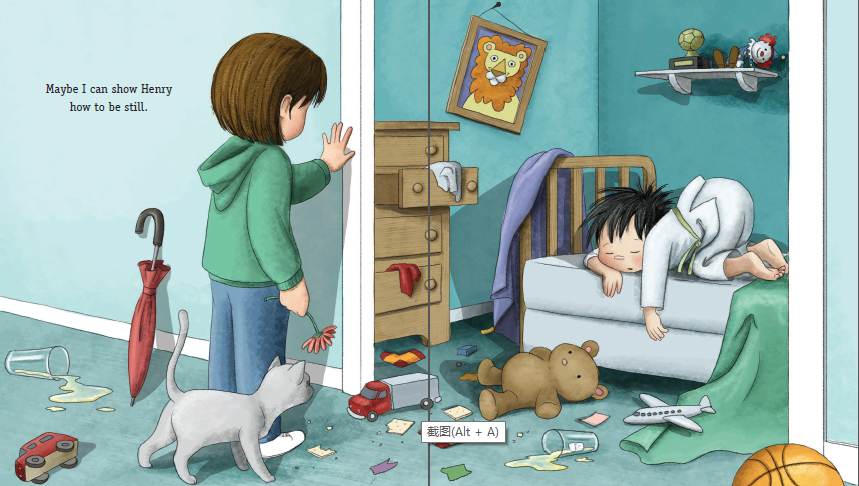 Maybe I can show Henry
how to be still.
截图(Alt + A)